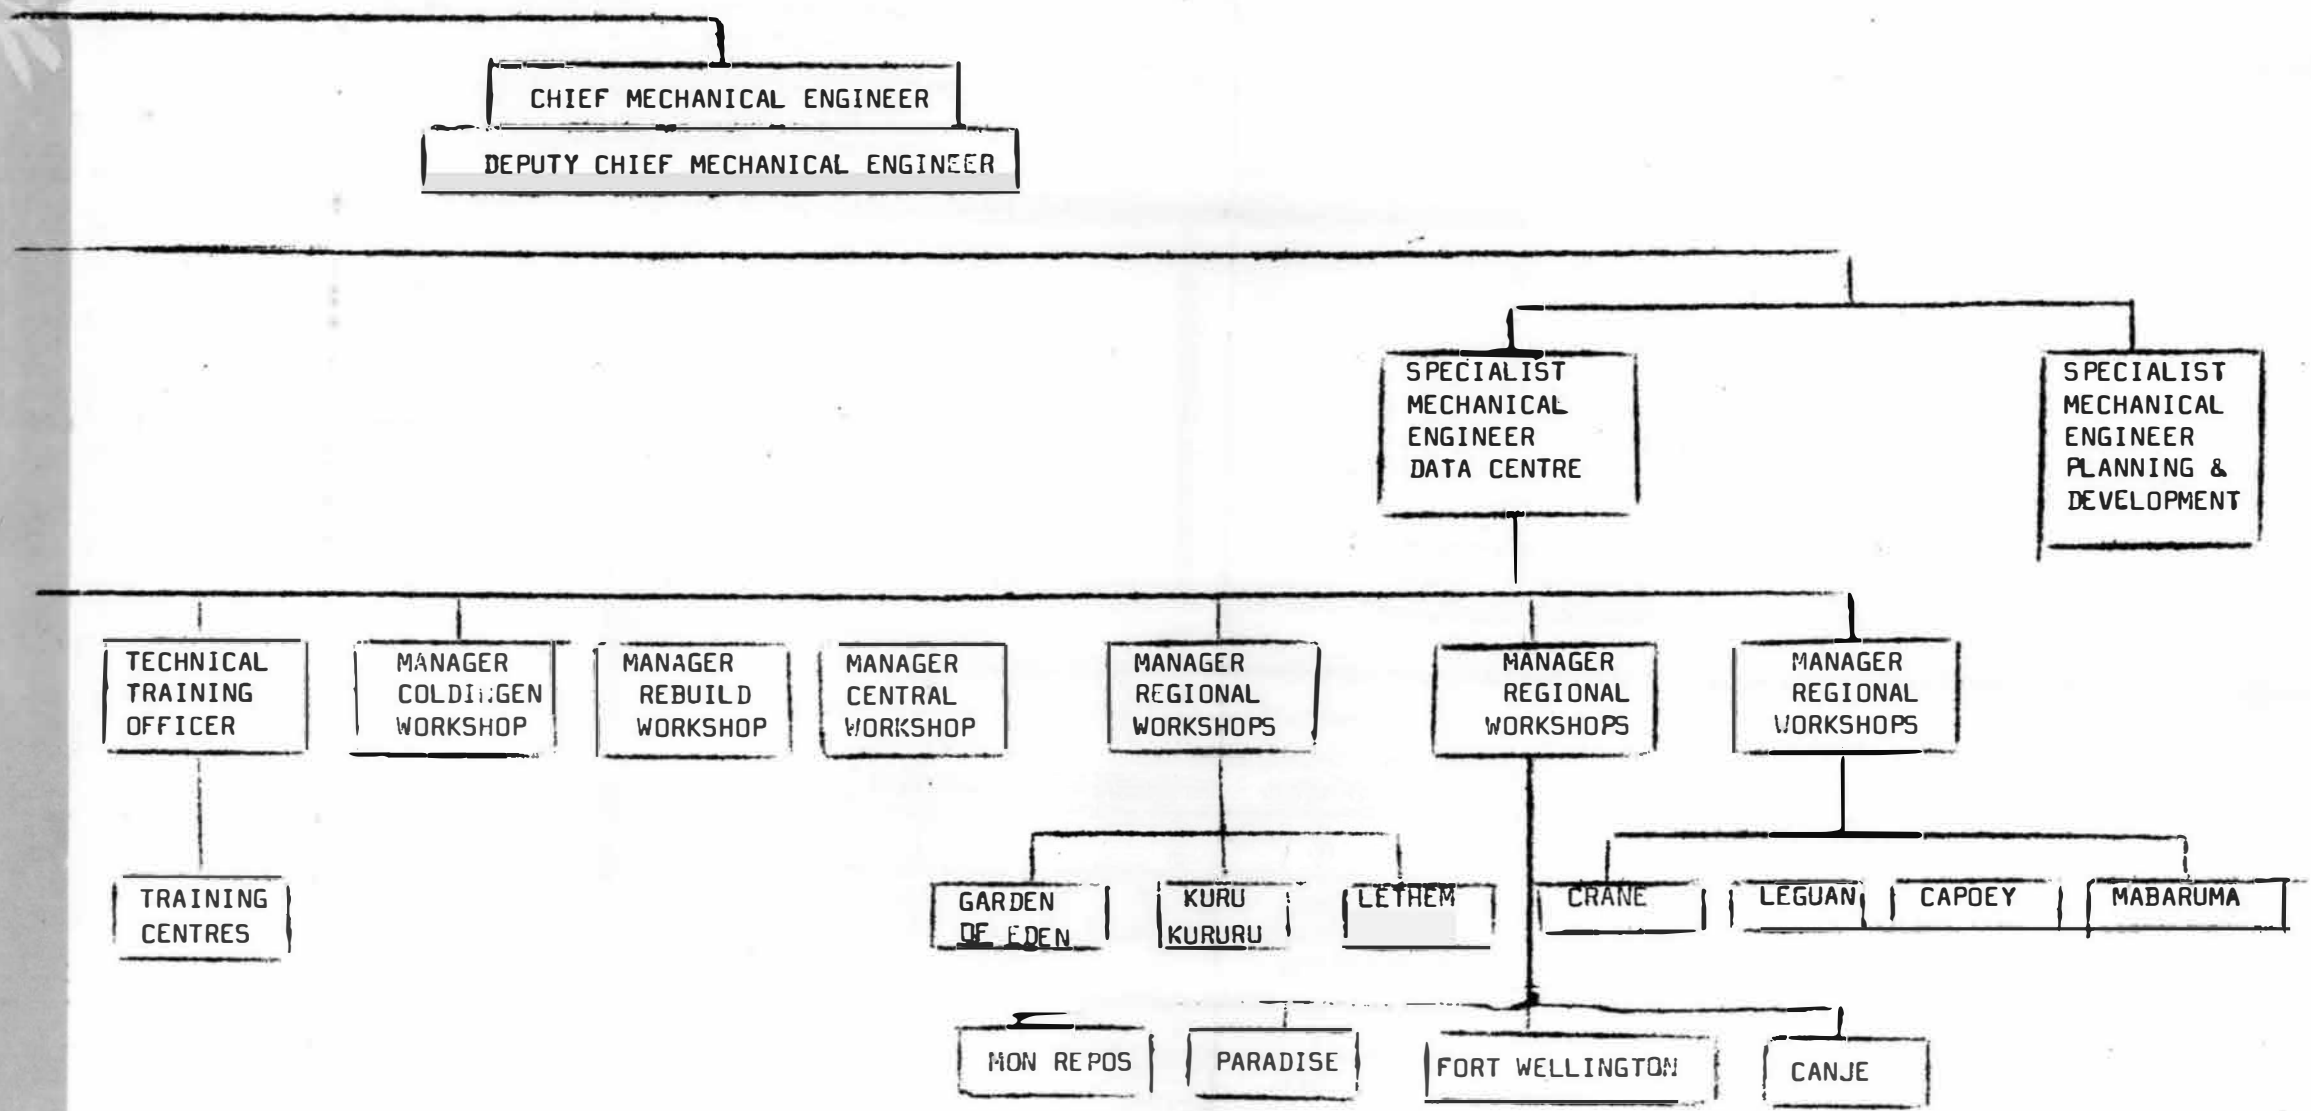 CHIEF MECHANICAL ENGINEER
DEPUTY CHIEF MECHANICAL ENGINEER
SPECIALIST
MECHANICAL
ENGINEER
DATA CENTRE
SPECIALIST
MECHANICAL
ENGINEER
PLANNING &
DEVELOPMENT
TECHNICAL
TRAINING
OFFICER
MANAGER
COLDINGEN
WORKSHOP
MANAGER
REBUILD
WORKSHOP
MANAGER
CENTRAL
WORKSHOP
MANAGER
REGIONAL
WORKSHOPS
MANAGER
REGIONAL
WORKSHOPS
MANAGER
REGIONAL
WORKSHOPS
TRAINING
CENTRES
GARDEN
OF EDEN
KURU
KURURU
LETHEM
CRANE
LEGUAN
CAPOEY
MABARUMA
MON REPOS
PARADISE
FORT WELLINGTON
CANJE